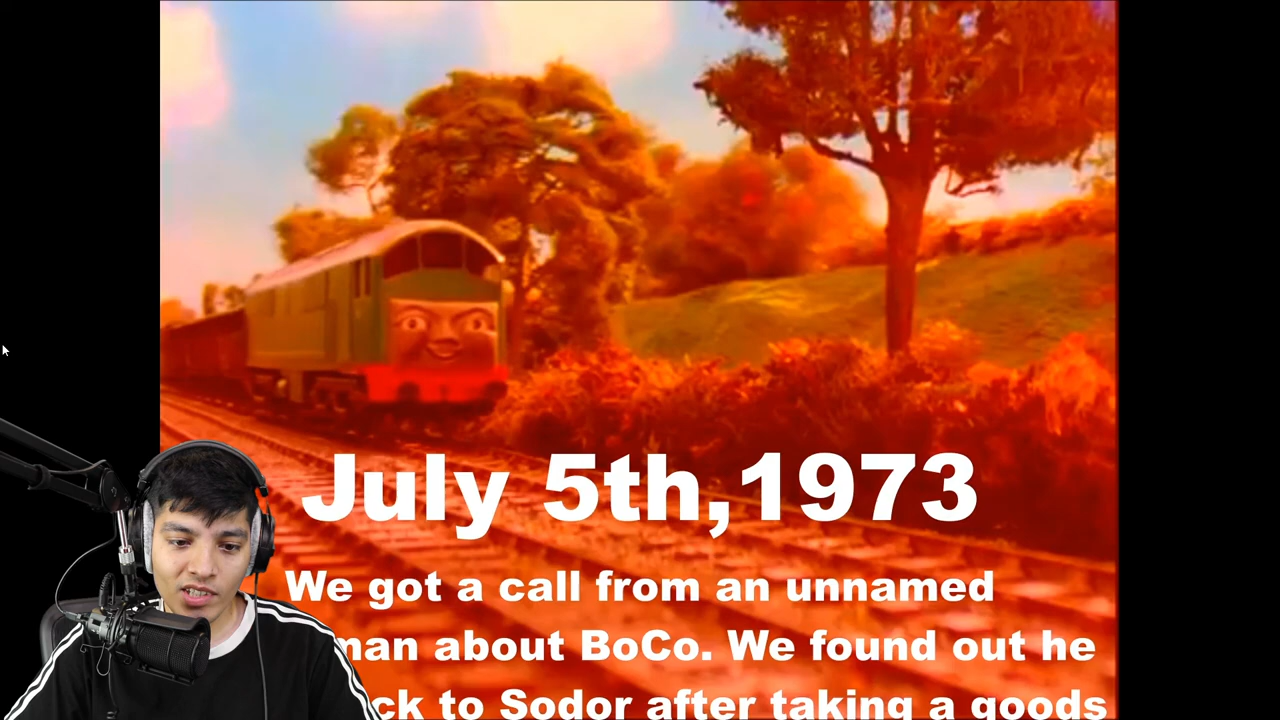 July 5th,1973
We got a call from an unnamed
man about BoCo. We found out he
to Sodor after taking a goods